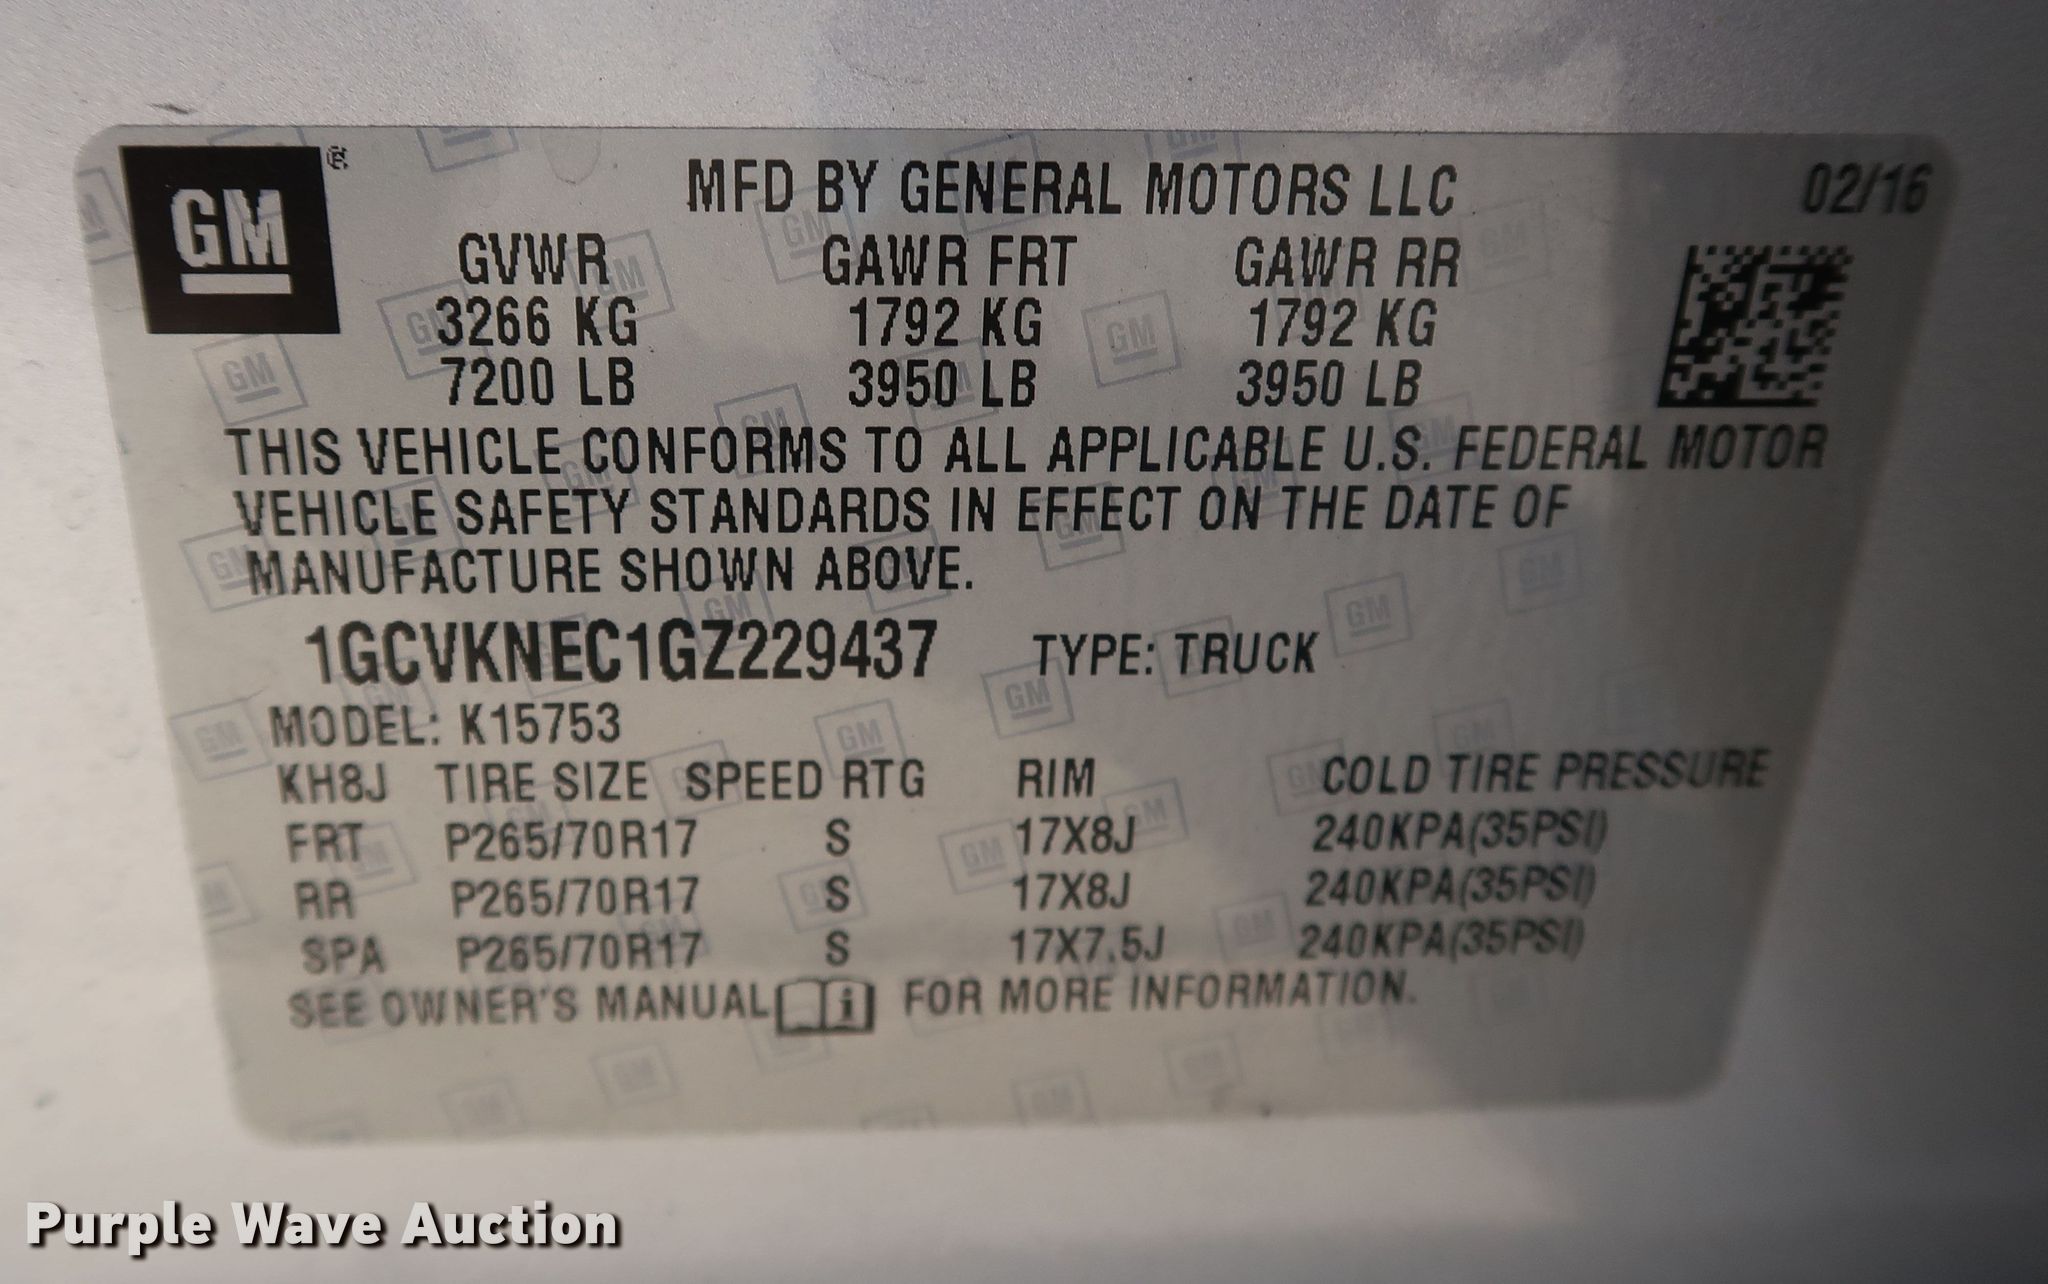 GM ®
MFD BY GENERAL MOTORS LLC 02/16
GVWR GAWR FRT GAWR RR
3266 KG 1792 KG 1792 KG
7200 LB 3950 LB 3950 LB
THIS VEHICLE CONFORMS TO ALL APPLICABLE U.S. FEDERAL MOTOR
VEHICLE SAFETY STANDARDS IN EFFECT ON THE DATE OF
MANUFACTURE SHOWN ABOVE.
1GCVKNEC1GZ229437 TYPE: TRUCK
MODEL: K15753
KH8J TIRE SIZE SPEED RTG RIM COLD TIRE PRESSURE
FRT P265/70R17 S 17X8J 240KPA(35PSI)
RR P265/70R17 S 17X8J 240KPA(35PSI)
SPA P265/70R17 S 17X7.5J 240KPA(35PSI)
SEE OWNER'S MANUAL i FOR MORE INFORMATION.
Purple Wave Auction